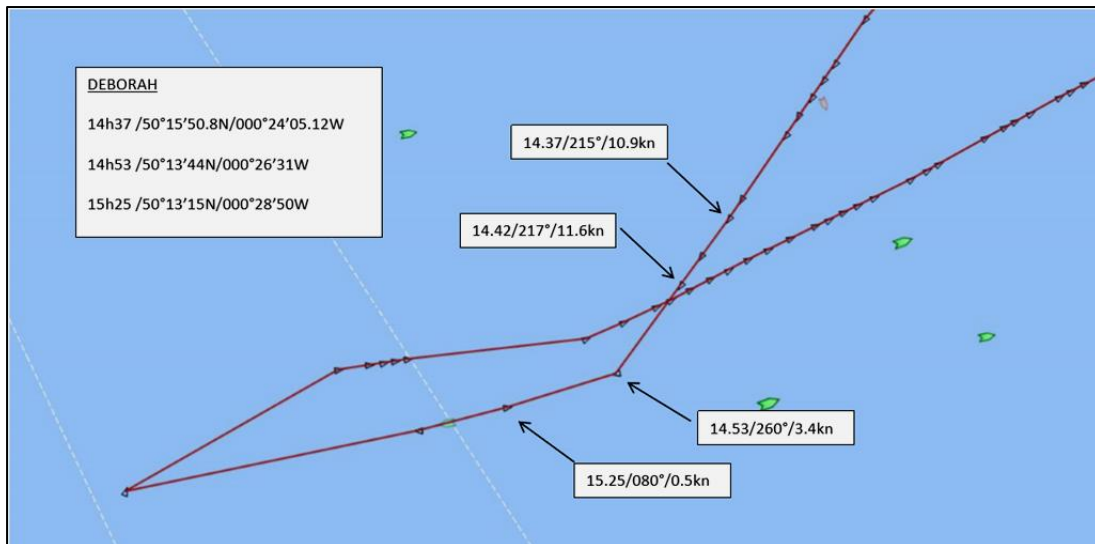 DEBORAH
14h37 /50°15’50.8N/000°24’05.12W
14h53 /50°13’44N/000°26’31W
15h25 /50°13’15N/000°28’50W
14.37/215°/10.9kn
14.42/217°/11.6kn
14.53/260°/3.4kn
15.25/080°/0.5kn